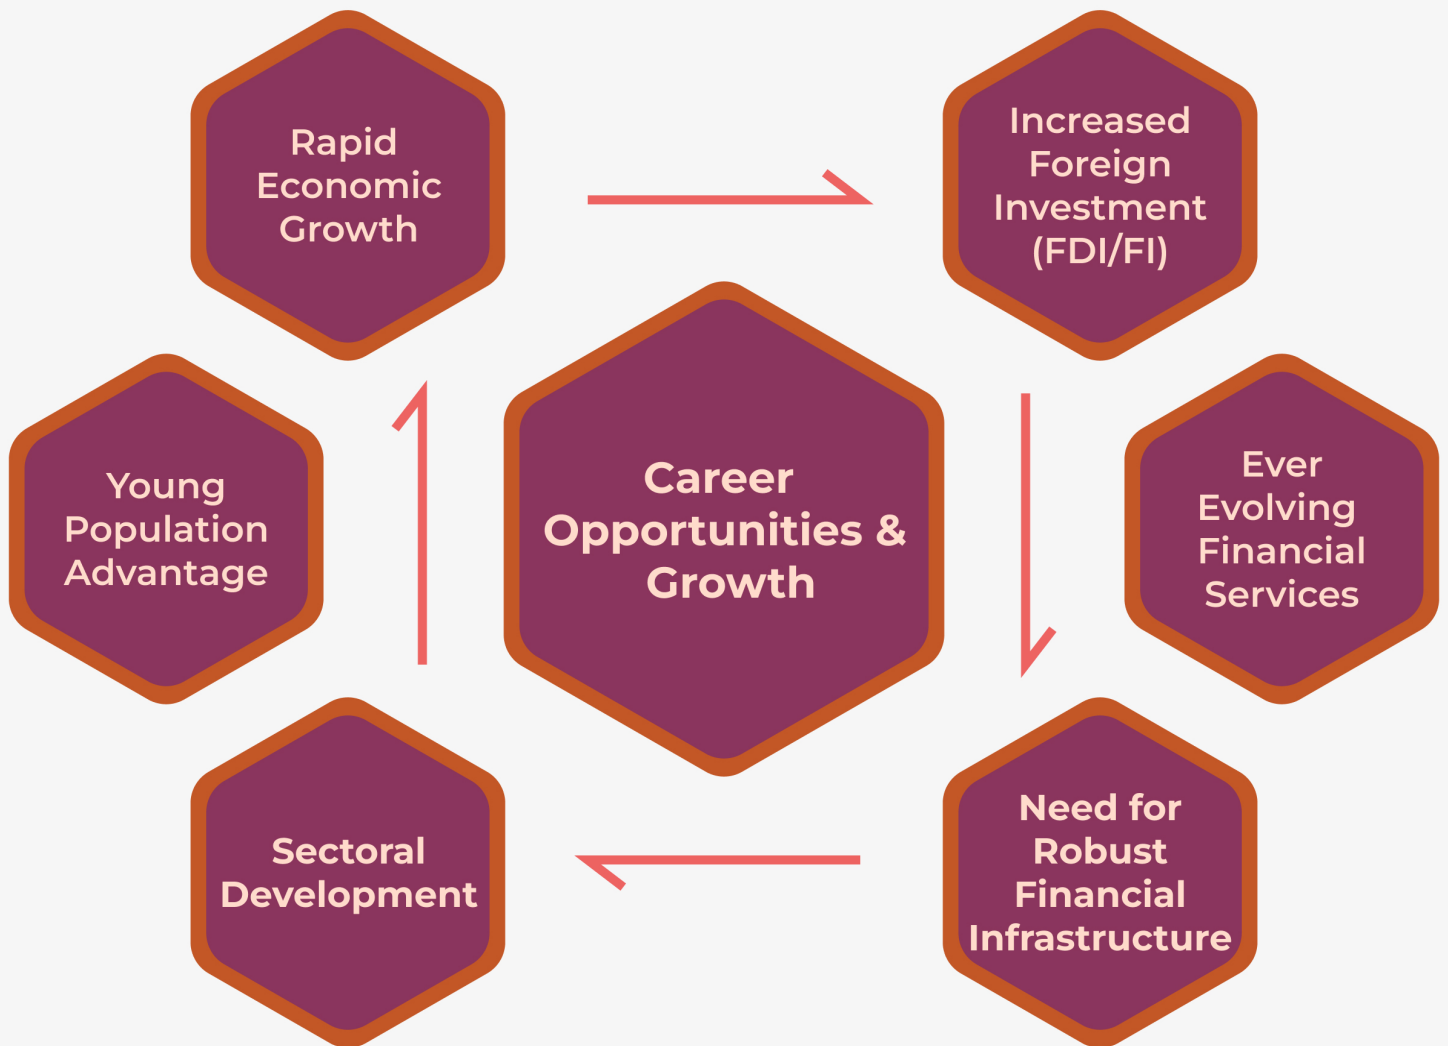 Rapid
Economic
Growth
Increased
Foreign
Investment
(FDI/FI)
Young
Population
Advantage
Career
Opportunities &
Growth
Ever
Evolving
Financial
Services
Sectoral
Development
Need for
Robust
Financial
Infrastructure